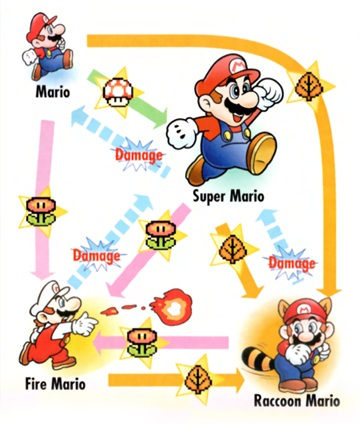 Mario
Damage
Super Mario
Damage
Damage
Fire Mario
Raccoon Mario